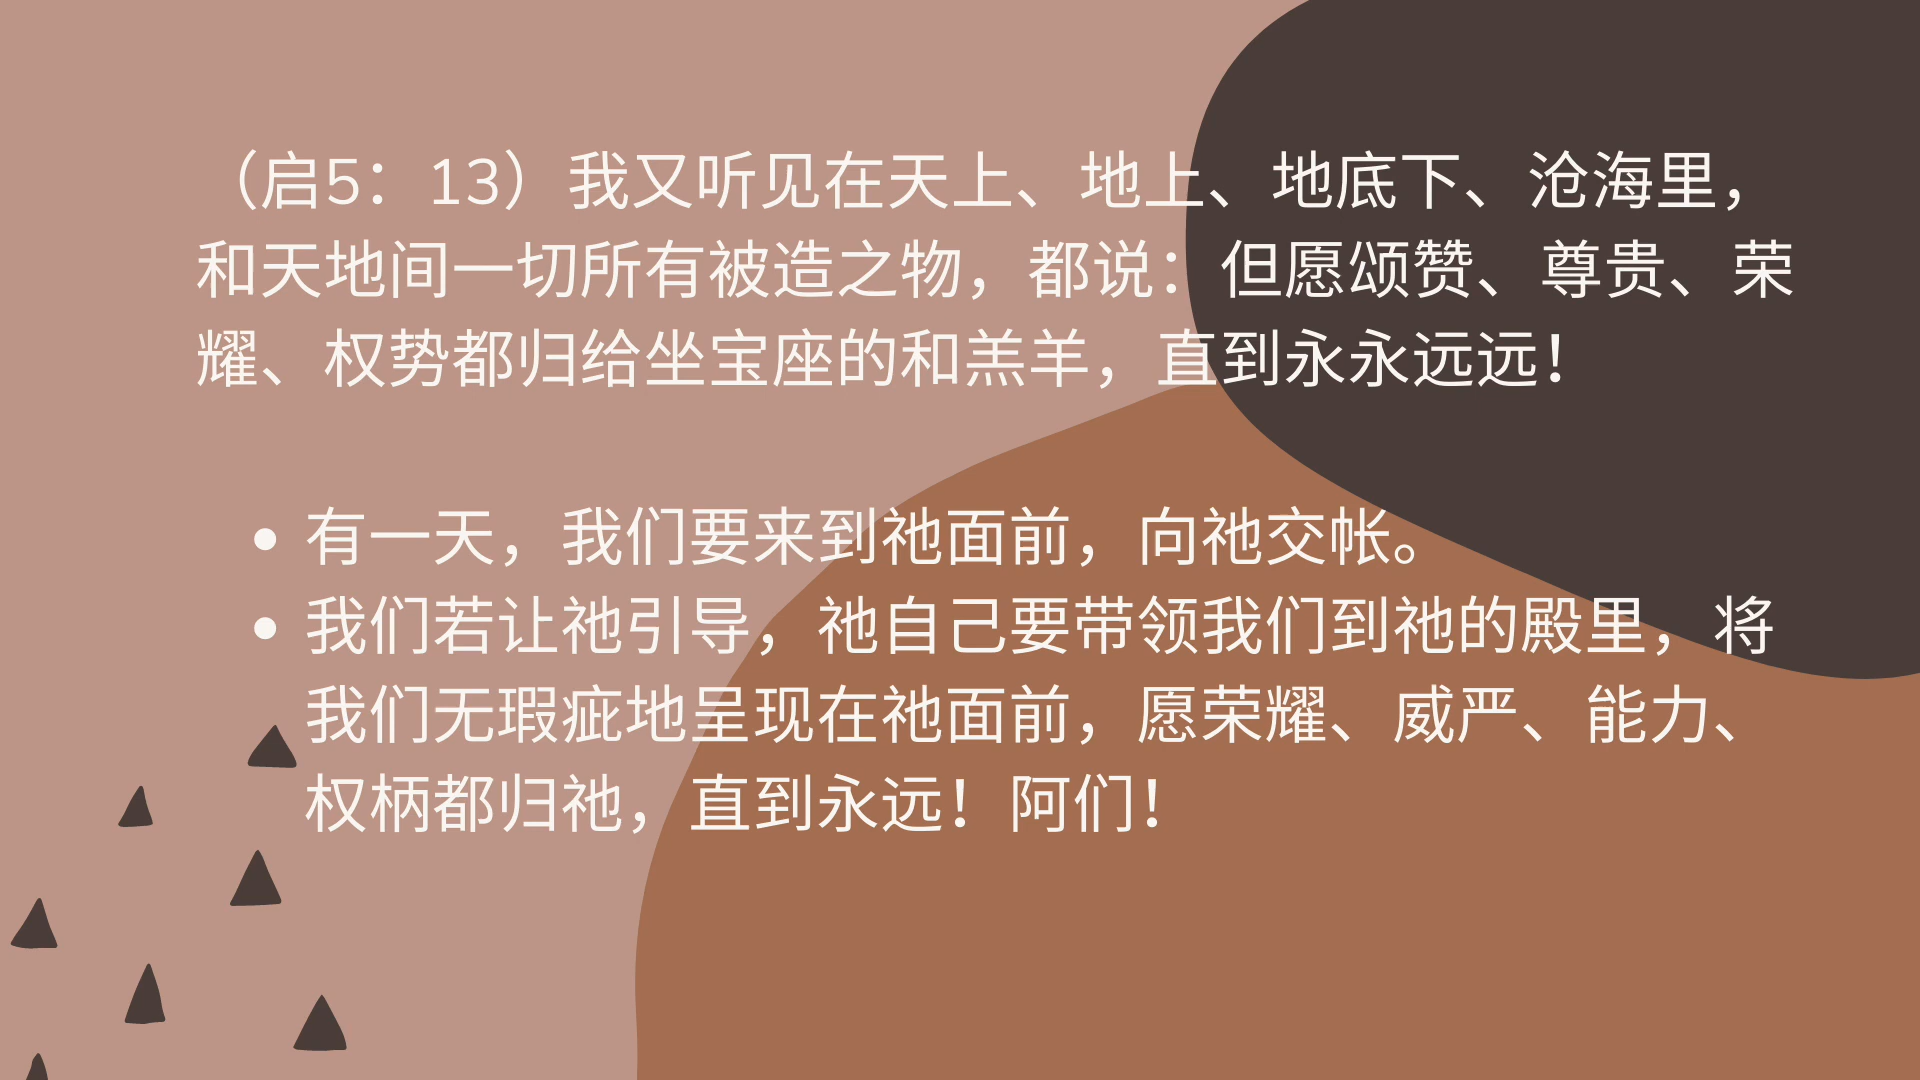 （启5：13）我又听见在天上、地上、地底下、沧海里，
和天地间一切所有被造之物，都说：但愿颂赞、尊贵、荣
耀、权势都归给坐宝座的和羔羊，直到永永远远！
• 有一天，我们要来到祂面前，向祂交帐。
• 我们若让祂引导，祂自己要带领我们到祂的殿里，将
我们无瑕疵地呈现在祂面前，愿荣耀、威严、能力、
权柄都归祂，直到永远！阿们！